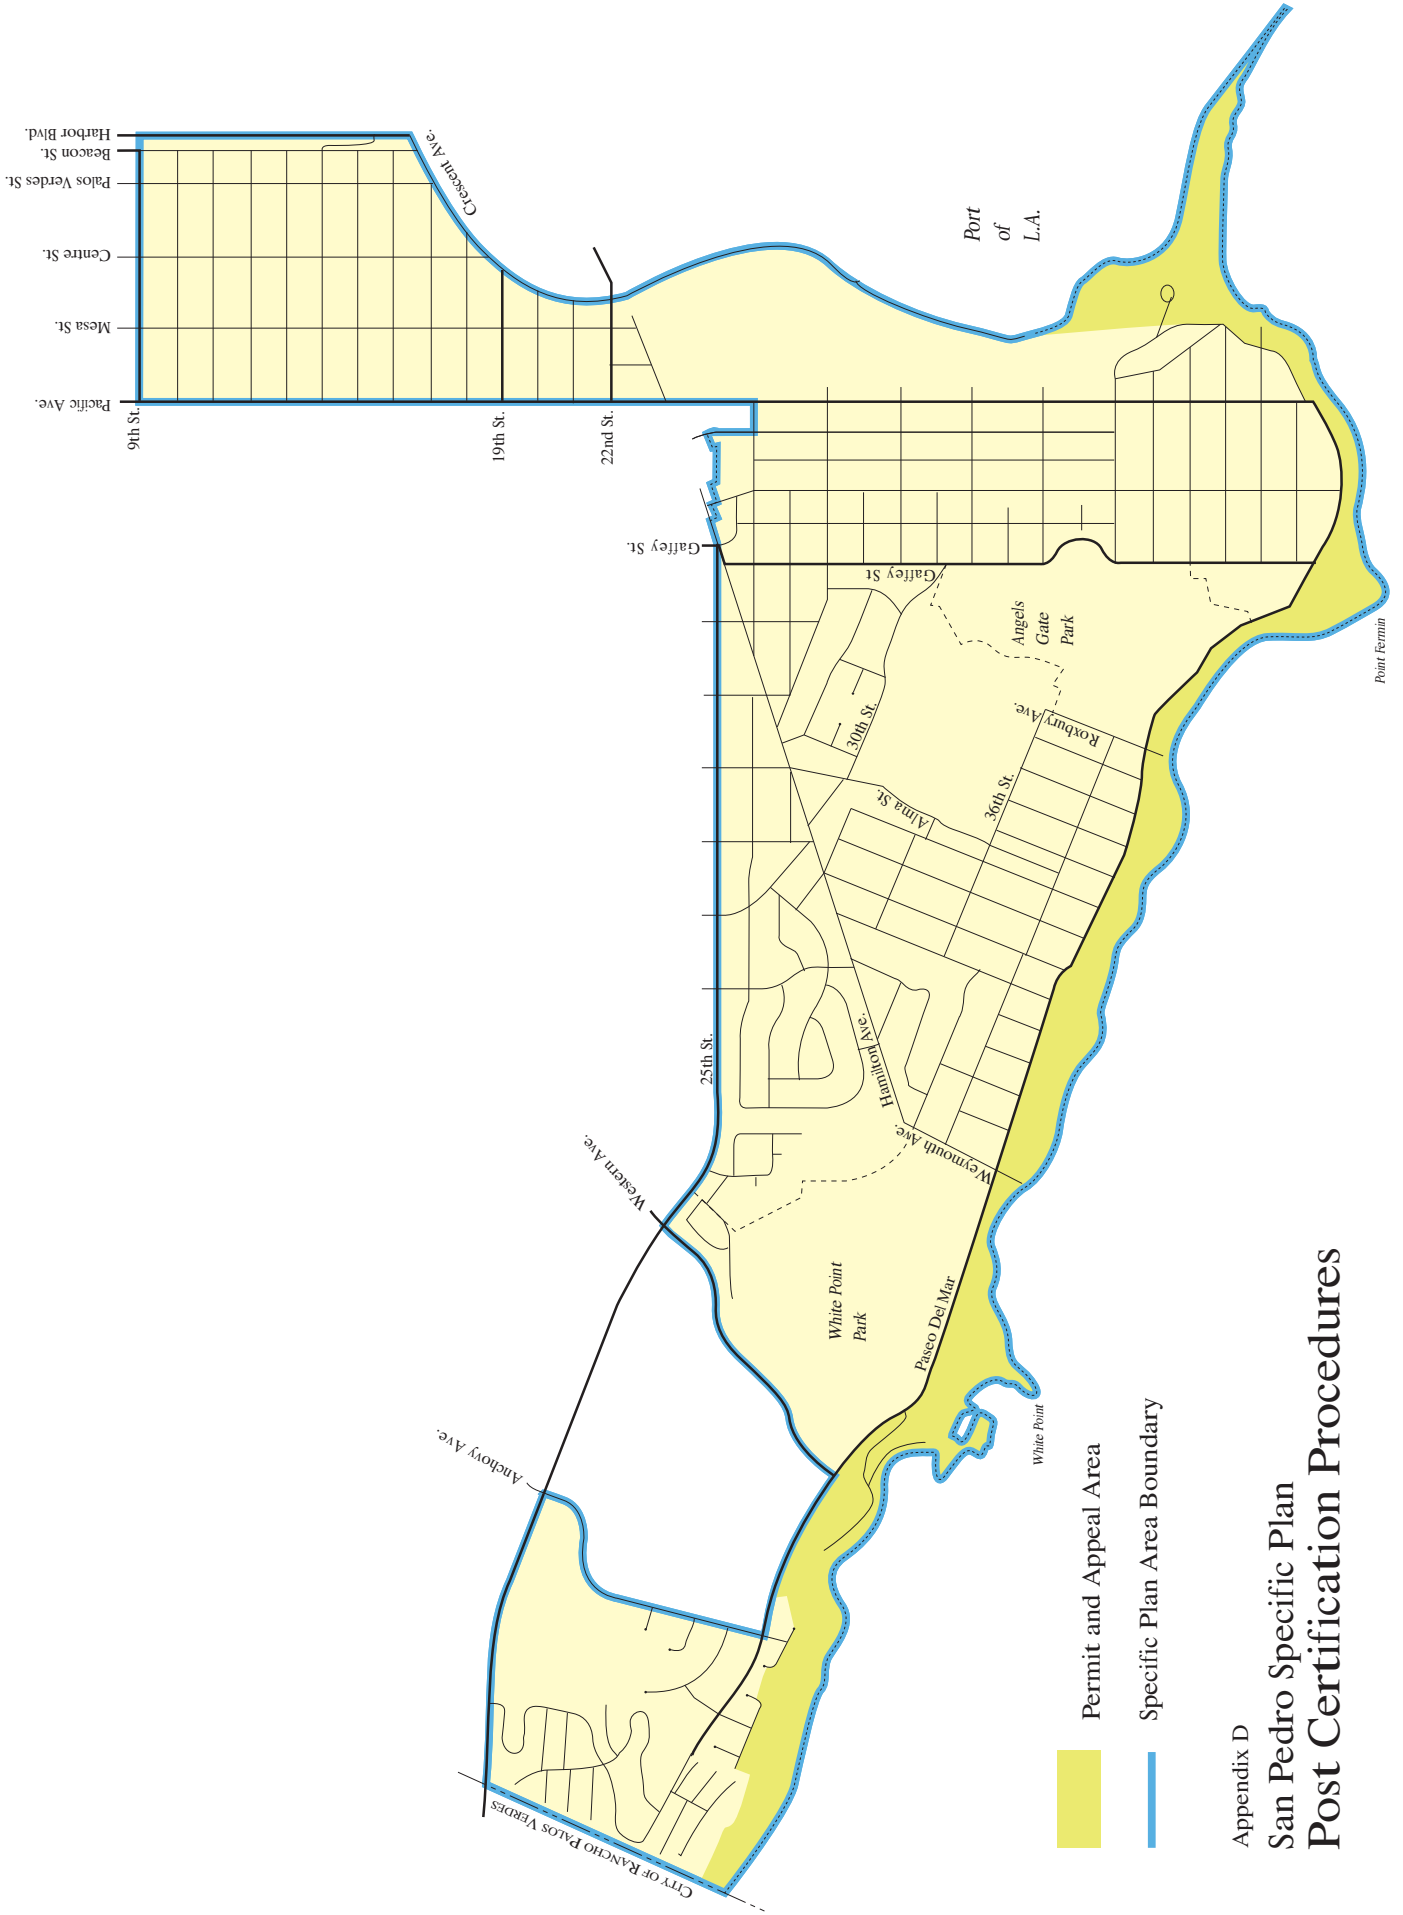 Harbor Blvd.
Beacon St.
Palos Verdes St.
Centre St.
Mesa St.
Pacific Ave.
9th St.
19th St.
22nd St.
Crescent Ave.
Port
of
L.A.
Gaffey St.
Gaffey St
Angels
Gate
Park
Point Fermin
30th St.
Roxbury Ave.
36th St.
Alma St.
25th St.
Hamilton Ave.
Weymouth Ave.
Western Ave.
White Point
Park
Paseo Del Mar
White Point
Anchovy Ave.
CITY OF RANCHO PALOS VERDES
Permit and Appeal Area
Specific Plan Area Boundary
Appendix D
San Pedro Specific Plan
Post Certification Procedures